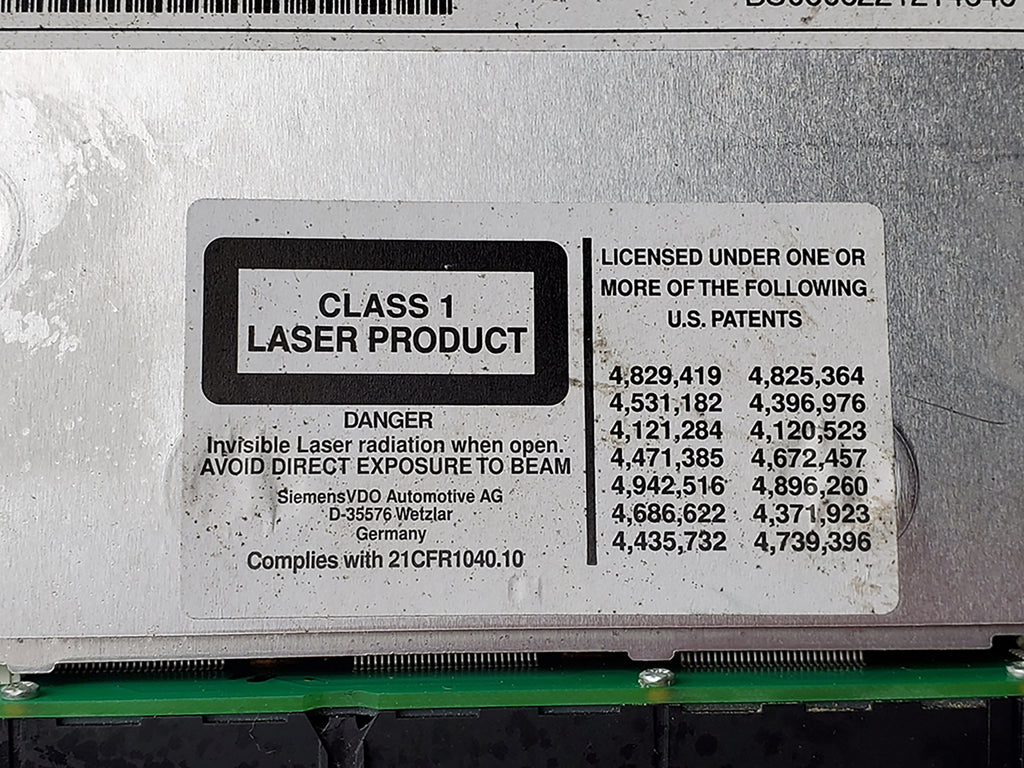 CLASS 1
LASER PRODUCT
DANGER
Invisible Laser radiation when open.
AVOID DIRECT EXPOSURE TO BEAM
SiemensVDO Automotive AG
D-35576 Wetzlar
Germany
Complies with 21CFR1040.10
LICENSED UNDER ONE OR
MORE OF THE FOLLOWING
U.S. PATENTS
4,829,419 4,825,364
4,531,182 4,396,976
4,121,284 4,120,523
4,471,385 4,672,457
4,942,516 4,896,260
4,686,622 4,371,923
4,435,732 4,739,396